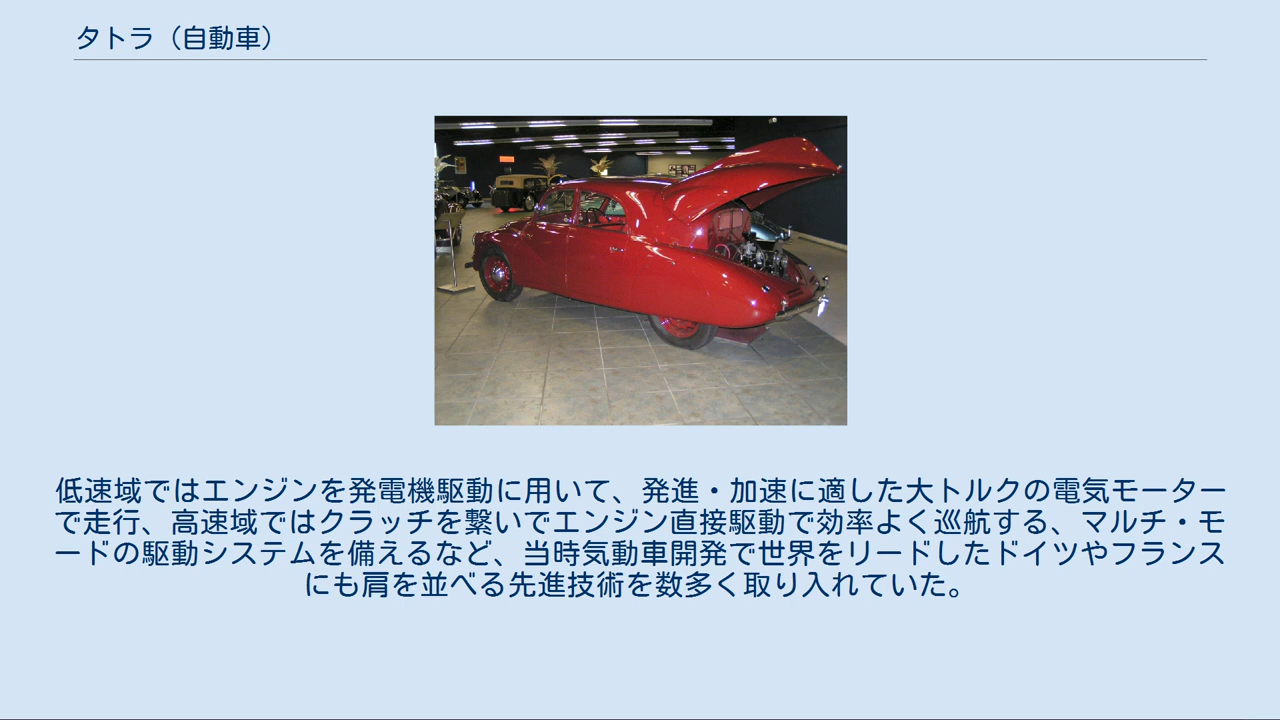 タトラ（自動車）
低速域ではエンジンを発電機駆動に用いて、発進・加速に適した大トルクの電気モーター
で走行、高速域ではクラッチを繋いでエンジン直接駆動で効率よく巡航する、マルチ・モ
ードの駆動システムを備えるなど、当時気動車開発で世界をリードしたドイツやフランス
にも肩を並べる先進技術を数多く取り入れていた。